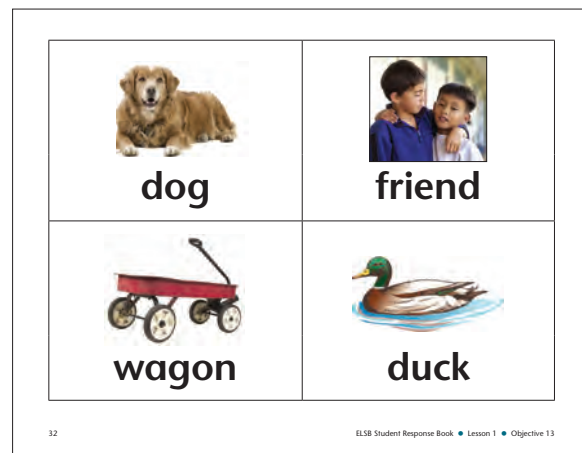 dog
friend
wagon
duck
32
ELSB Student Response Book • Lesson 1 • Objective 13